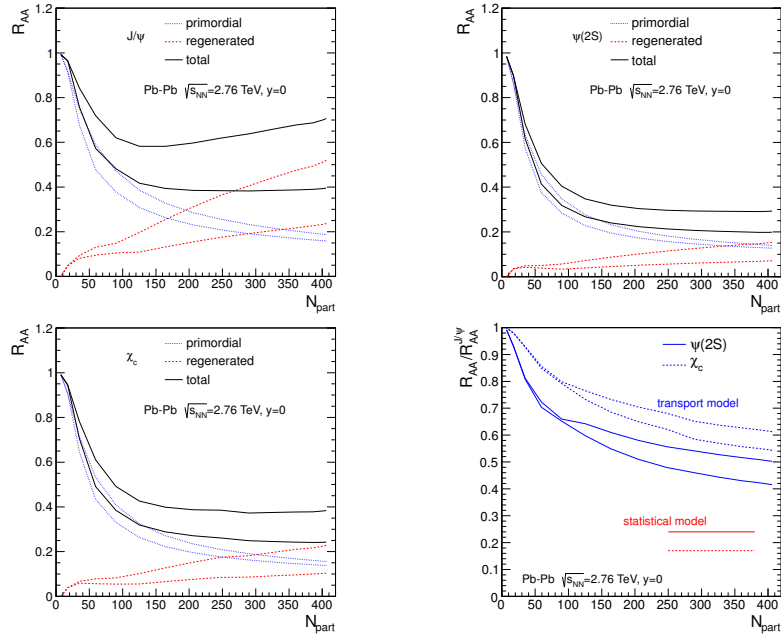 R_AA
1.2
1
0.8
0.6
0.4
0.2
0
J/ψ
primordial
regenerated
total
Pb-Pb √s_NN=2.76 TeV, y=0
0 50 100 150 200 250 300 350 400
N_part
R_AA
1.2
1
0.8
0.6
0.4
0.2
0
ψ(2S)
primordial
regenerated
total
Pb-Pb √s_NN=2.76 TeV, y=0
0 50 100 150 200 250 300 350 400
N_part
R_AA
1.2
1
0.8
0.6
0.4
0.2
0
χ_c
primordial
regenerated
total
Pb-Pb √s_NN=2.76 TeV, y=0
0 50 100 150 200 250 300 350 400
N_part
R_AA/R_AA^J/ψ
1
0.9
0.8
0.7
0.6
0.5
0.4
0.3
0.2
0.1
0
ψ(2S)
χ_c
transport model
statistical model
Pb-Pb √s_NN=2.76 TeV, y=0
0 50 100 150 200 250 300 350 400
N_part